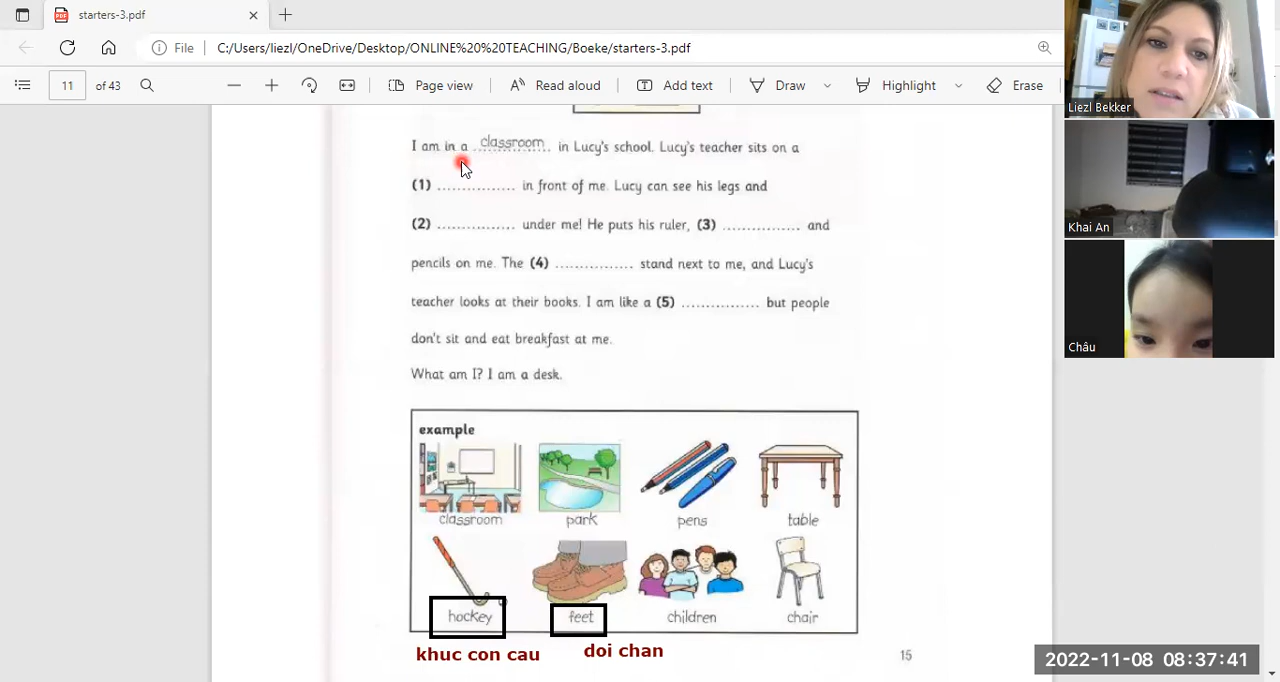 starters-3.pdf
File C:/Users/liezl/OneDrive/Desktop/ONLINE%20%20TEACHING/Boeke/starters-3.pdf
11 of 43 Page view Read aloud Add text Draw Highlight Erase
Liezl Bekker
Khai An
Châu
I am in a classroom in Lucy's school. Lucy's teacher sits on a
(1) ............... in front of me. Lucy can see his legs and
(2) ............... under me! He puts his ruler, (3) ............... and
pencils on me. The (4) ............... stand next to me, and Lucy's
teacher looks at their books. I am like a (5) ............... but people
don't sit and eat breakfast at me.
What am I? I am a desk.
example
classroom park pens table
hockey feet children chair
khuc con cau doi chan
15
2022-11-08 08:37:41